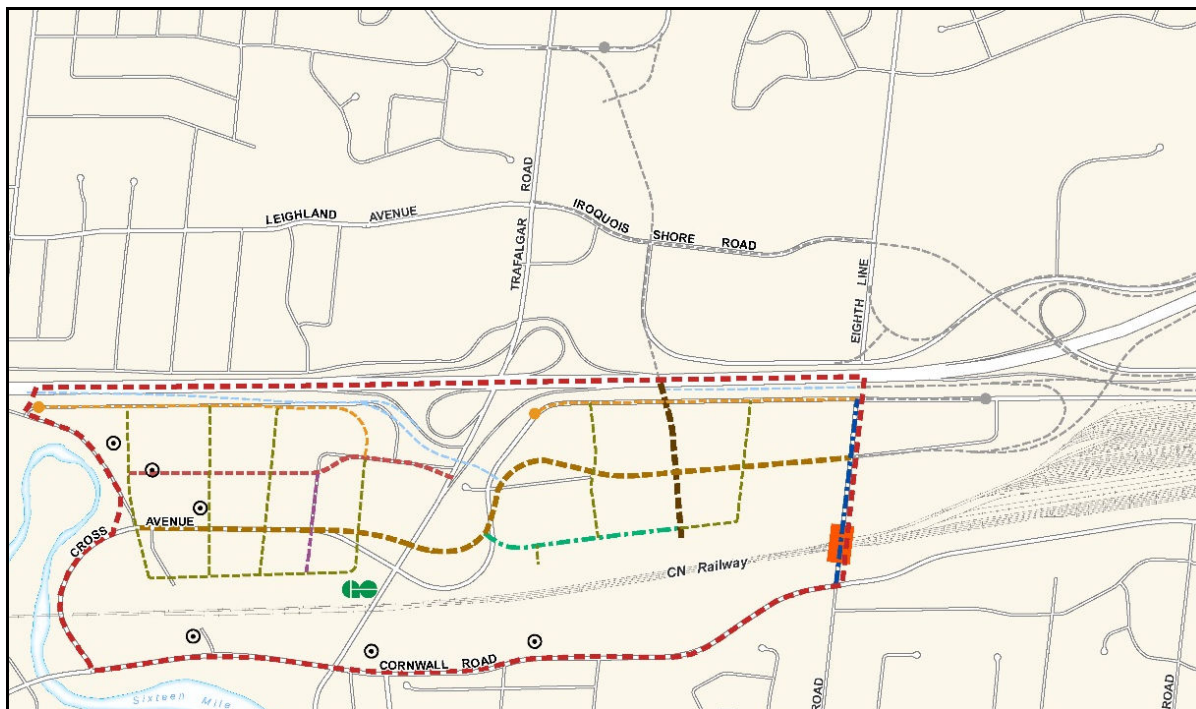 LEIGHLAND AVENUE
TRAFALGAR ROAD
IROQUOIS SHORE ROAD
EIGHTH LINE
CROSS AVENUE
GO
CN Railway
CORNWALL ROAD
Sixteen Mile
ROAD
ROAD